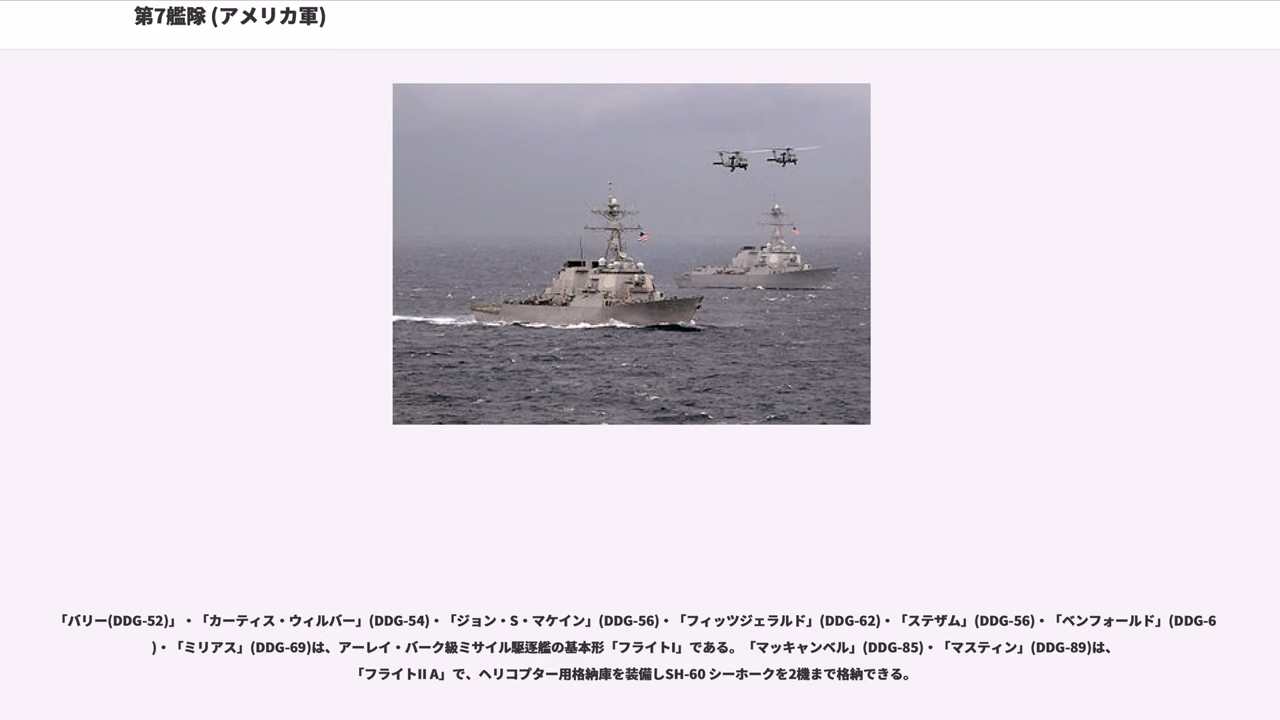 第7艦隊 (アメリカ軍)
「バリー(DDG-52)」・「カーティス・ウィルバー」(DDG-54)・「ジョン・S・マケイン」(DDG-56)・「フィッツジェラルド」(DDG-62)・「ステザム」(DDG-56)・「ベンフォールド」(DDG-6
)・「ミリアス」(DDG-69)は、アーレイ・バーク級ミサイル駆逐艦の基本形「フライトI」である。「マッキャンベル」(DDG-85)・「マスティン」(DDG-89)は、
「フライトII A」で、ヘリコプター用格納庫を装備しSH-60 シーホークを2機まで格納できる。